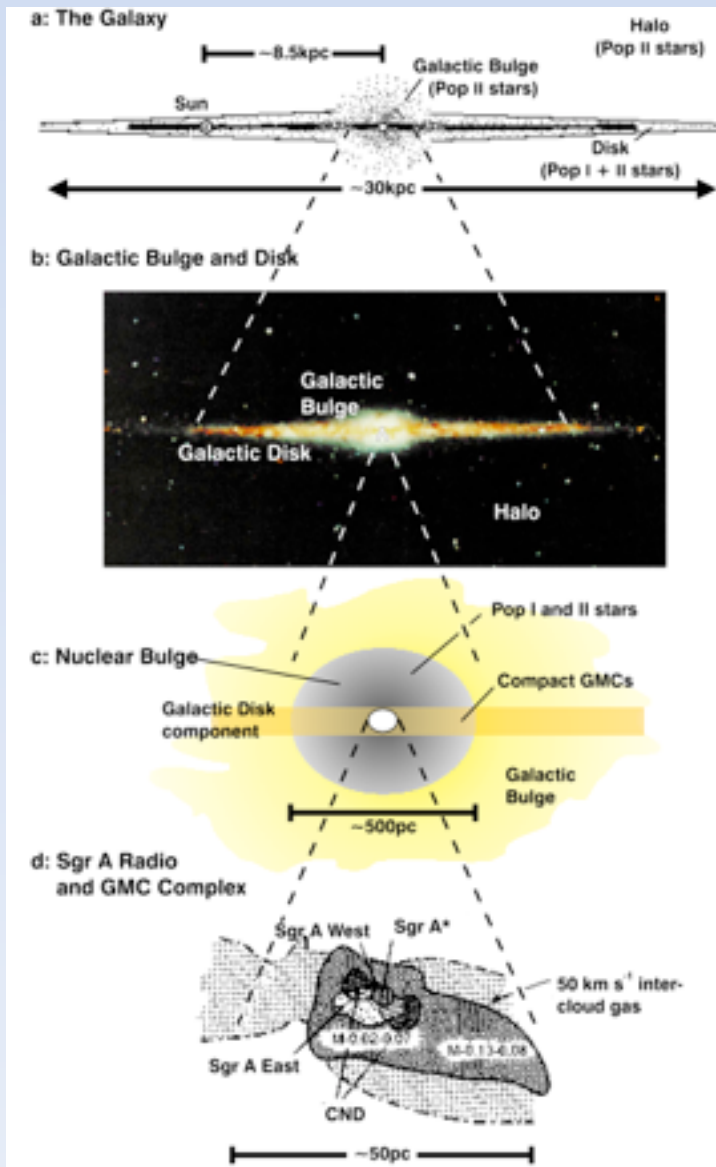 a: The Galaxy
Halo
(Pop II stars)
~8.5kpc
Galactic Bulge
(Pop II stars)
Sun
Disk
(Pop I + II stars)
~30kpc
b: Galactic Bulge and Disk
Galactic
Bulge
Galactic Disk
Halo
Pop I and II stars
c: Nuclear Bulge
Compact GMCs
Galactic Disk
component
Galactic
Bulge
~500pc
d: Sgr A Radio
and GMC Complex
Sgr A West
Sgr A*
50 km s⁻¹ inter-
cloud gas
M-0.02-0.07
M-0.13-0.08
Sgr A East
CND
~50pc